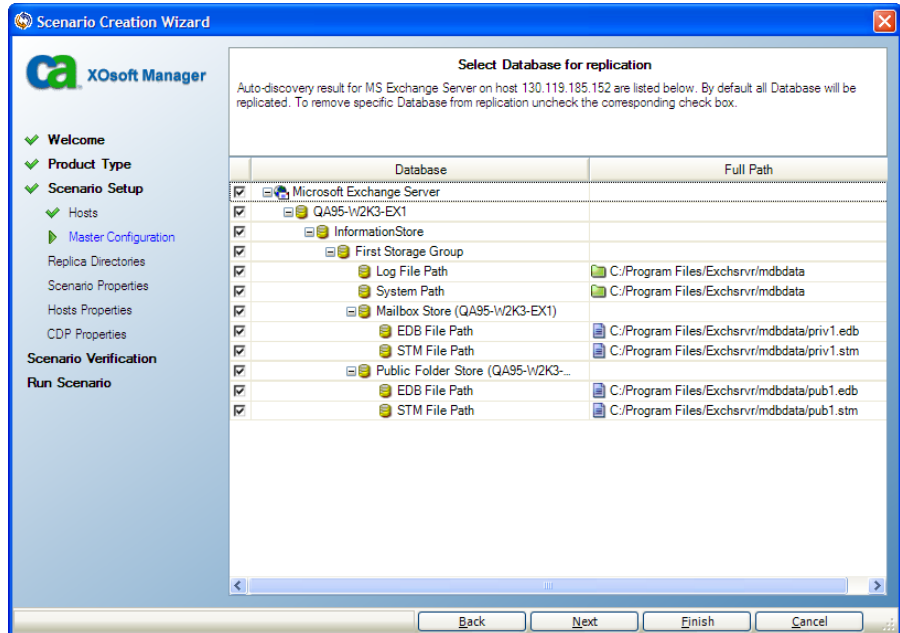 Scenario Creation Wizard
ca XOsoft Manager
Welcome
Product Type
Scenario Setup
Hosts
Master Configuration
Replica Directories
Scenario Properties
Hosts Properties
CDP Properties
Scenario Verification
Run Scenario
Select Database for replication
Auto-discovery result for MS Exchange Server on host 130.119.185.152 are listed below. By default all Database will be
replicated. To remove specific Database from replication uncheck the corresponding check box.
Database Full Path
Microsoft Exchange Server
QA95-W2K3-EX1
InformationStore
First Storage Group
Log File Path C:/Program Files/Exchsrvr/mdbdata
System Path C:/Program Files/Exchsrvr/mdbdata
Mailbox Store (QA95-W2K3-EX1)
EDB File Path C:/Program Files/Exchsrvr/mdbdata/priv1.edb
STM File Path C:/Program Files/Exchsrvr/mdbdata/priv1.stm
Public Folder Store (QA95-W2K3-...
EDB File Path C:/Program Files/Exchsrvr/mdbdata/pub1.edb
STM File Path C:/Program Files/Exchsrvr/mdbdata/pub1.stm
Back Next Finish Cancel